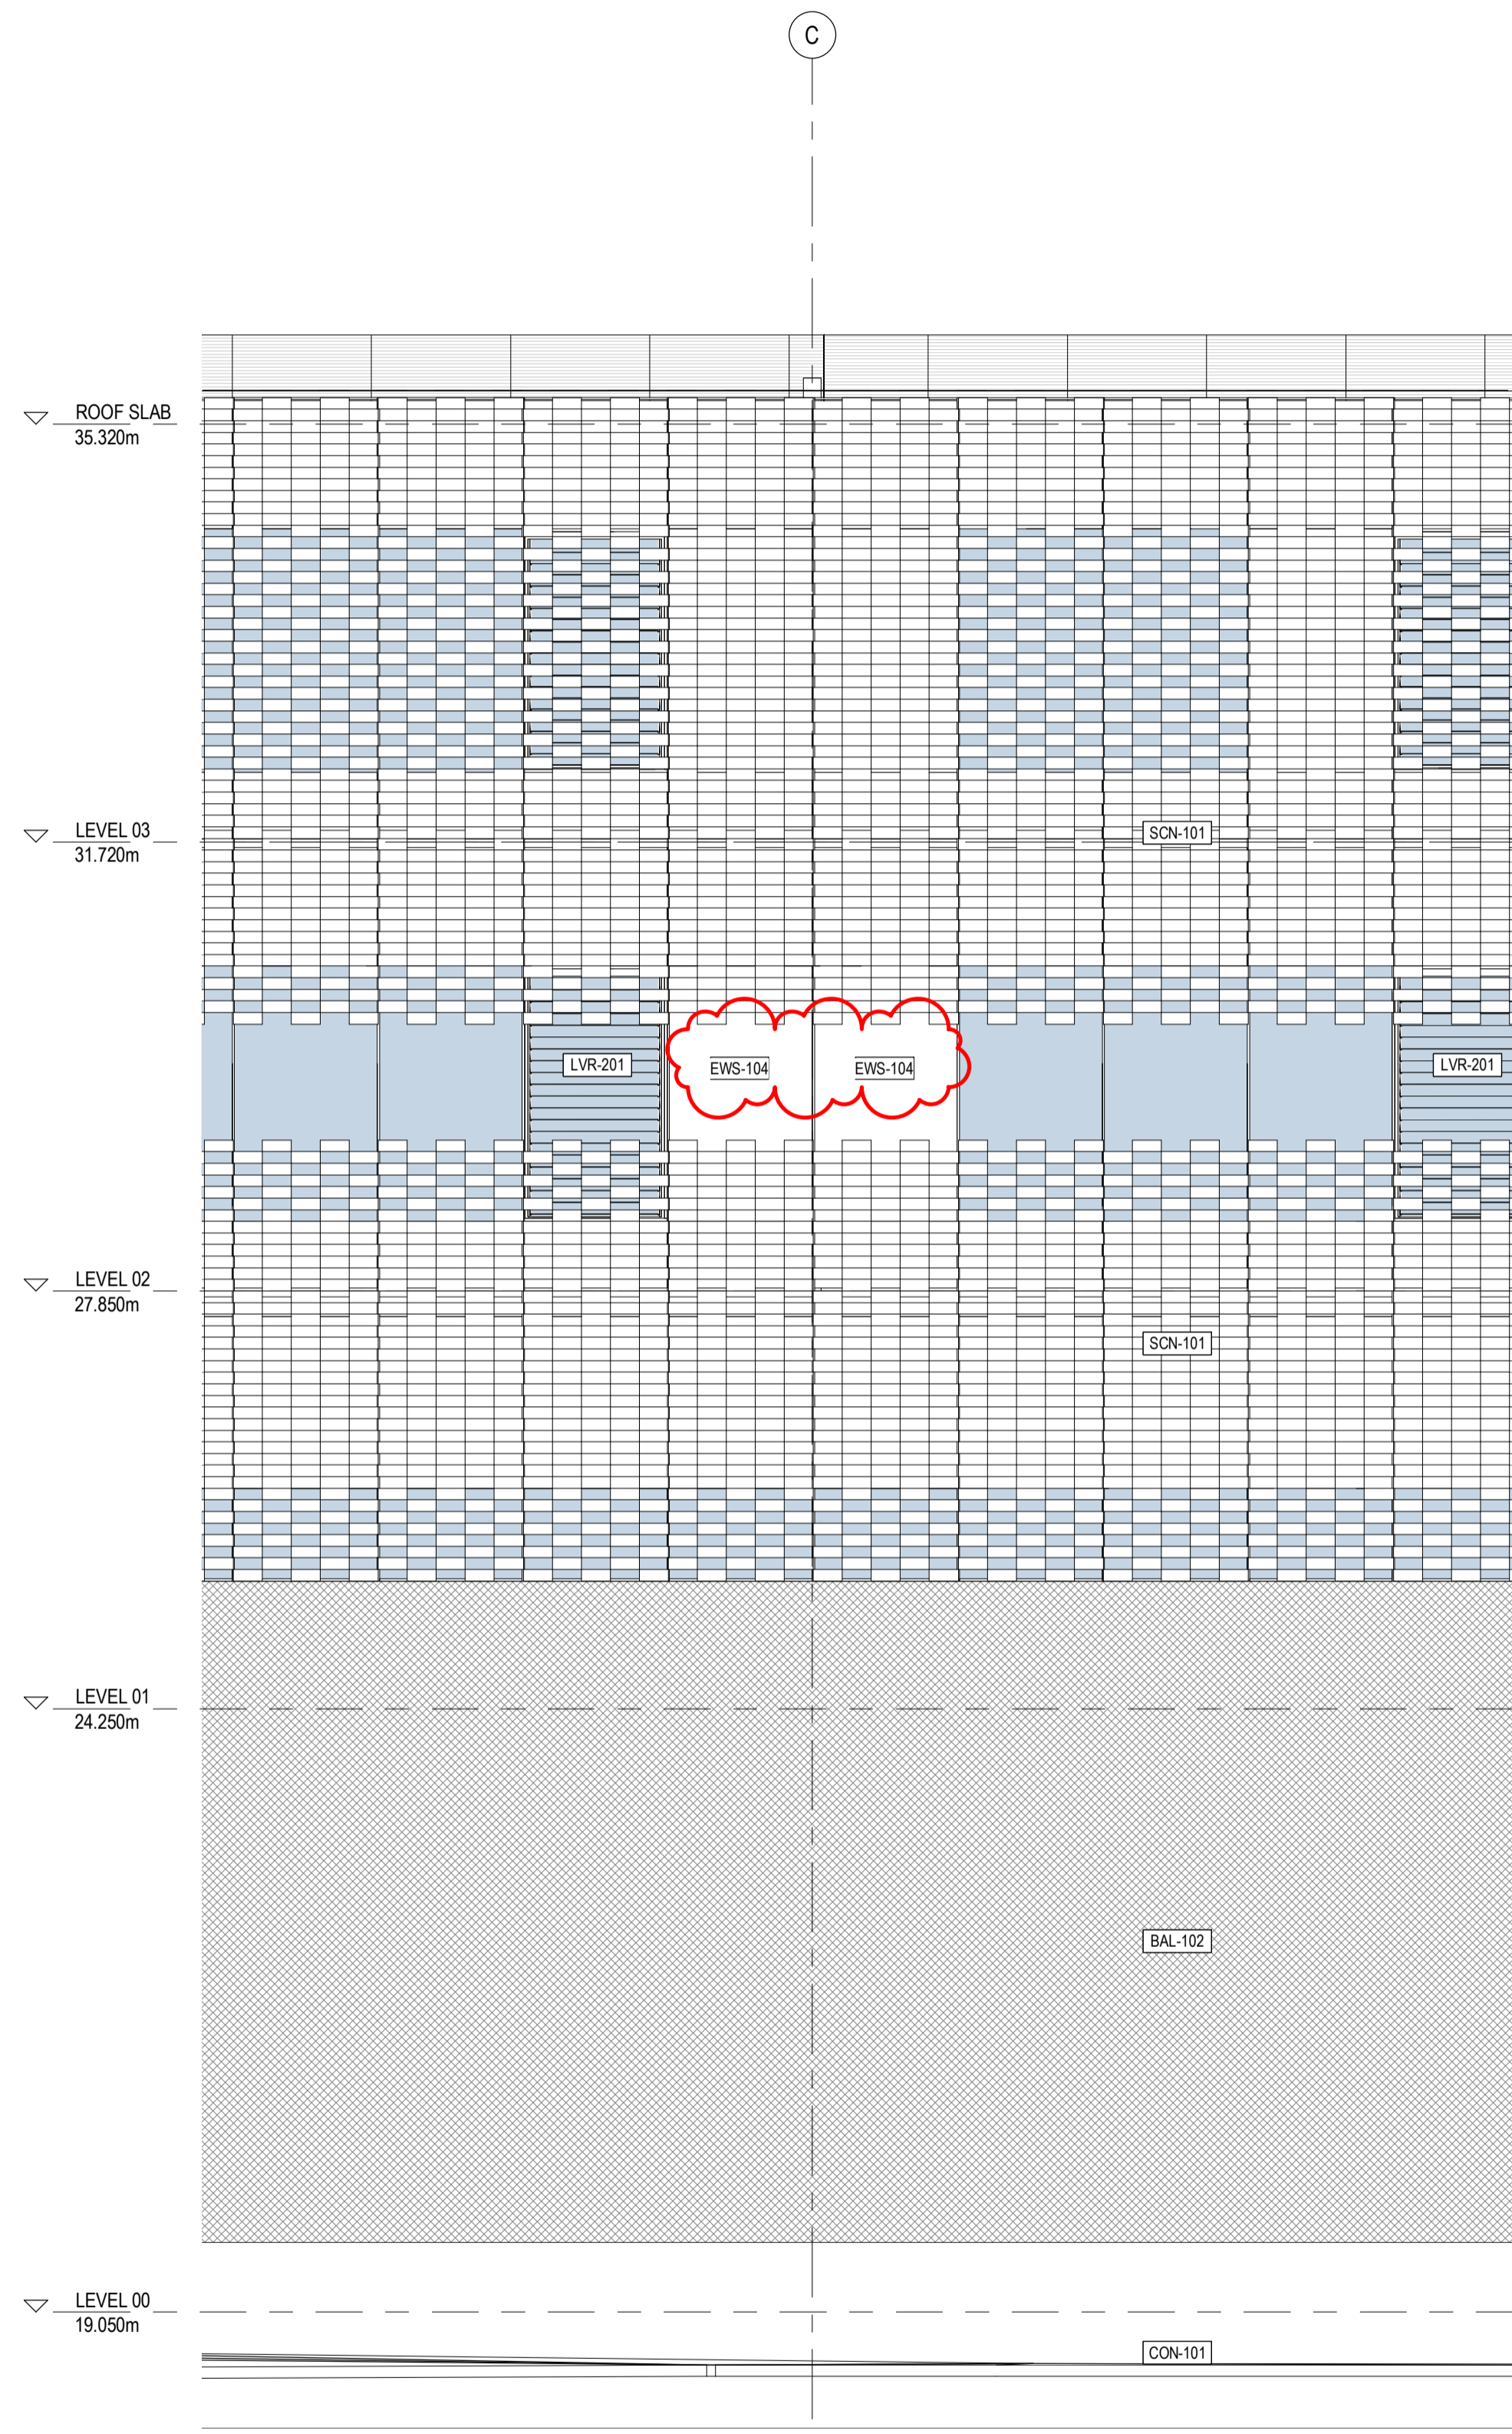 C
ROOF SLAB
35.320m
LEVEL 03
31.720m
SCN-101
LVR-201
EWS-104
EWS-104
LVR-201
LEVEL 02
27.850m
SCN-101
LEVEL 01
24.250m
BAL-102
LEVEL 00
19.050m
CON-101